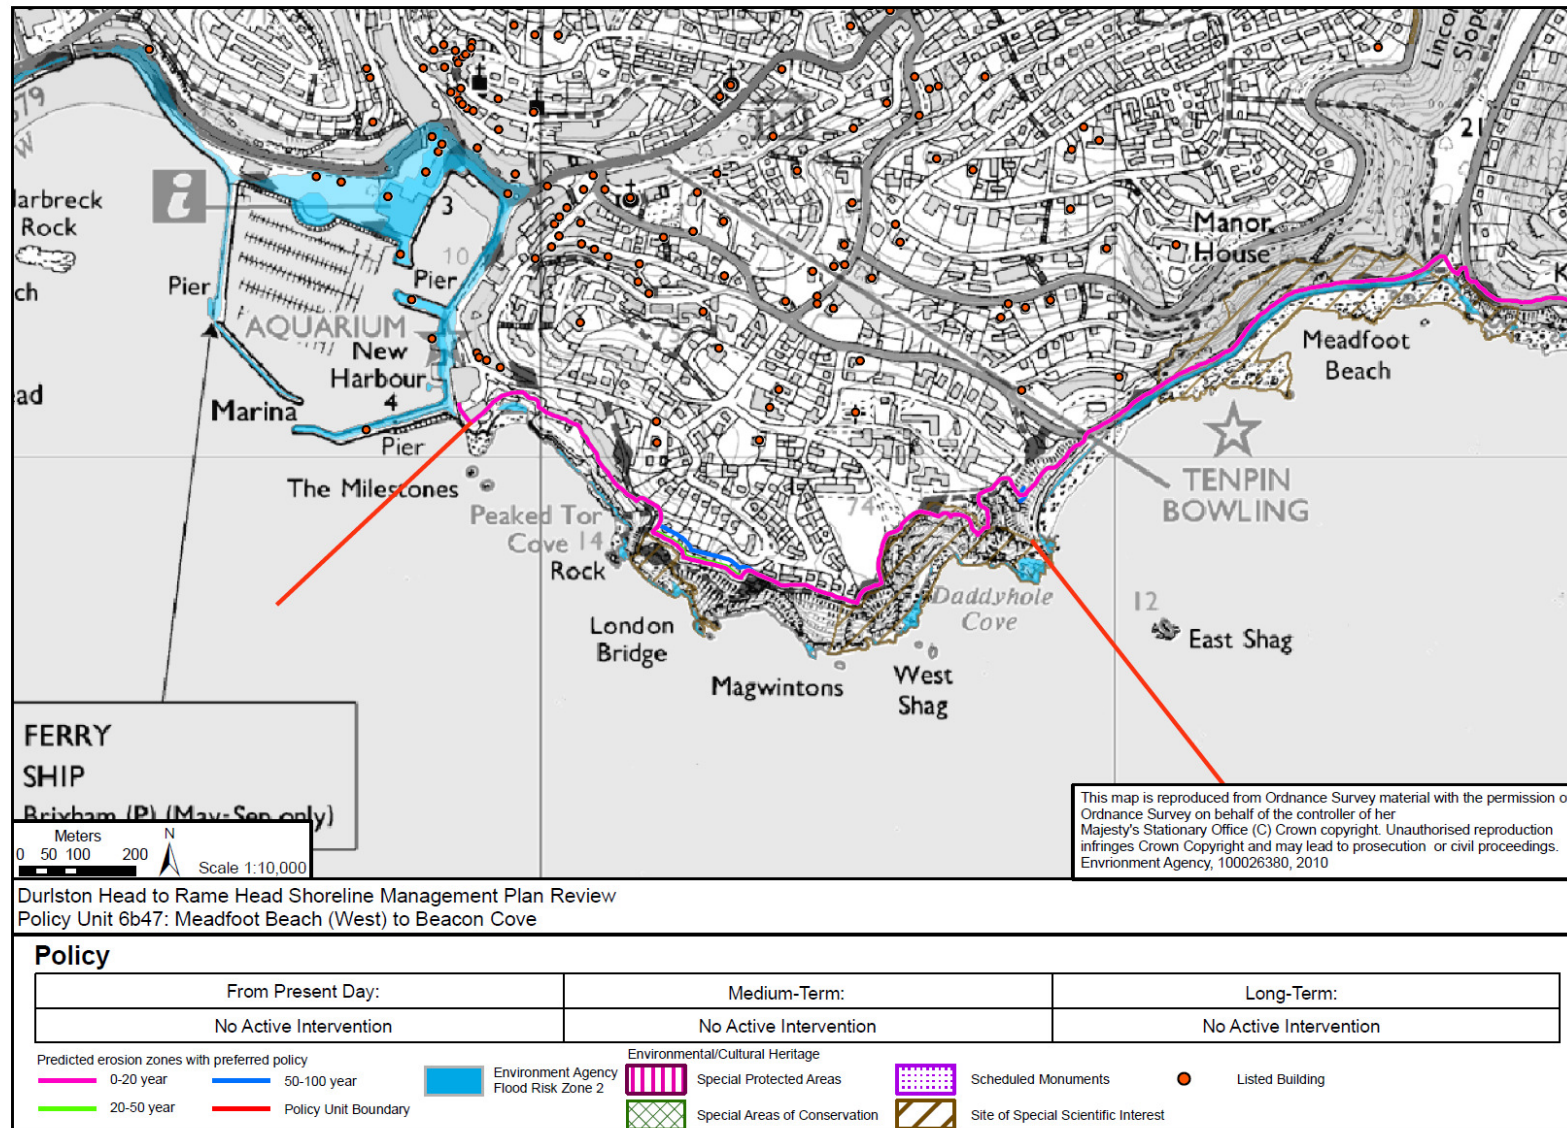 79
W
Harbreck
Rock
ch
Pier
i
3
10
Pier
AQUARIUM
New
Harbour
4
Marina
Pier
ad
The Milestones
Peaked Tor
Cove 14
Rock
London
Bridge
Magwintons
West
Shag
Daddyhole
Cove
74
12
East Shag
Manor
House
Lincom
Slope
21
K
Meadfoot
Beach
TENPIN
BOWLING
FERRY
SHIP
Brixham (P) (May-Sep only)
Meters
N
0 50 100 200
Scale 1:10,000
This map is reproduced from Ordnance Survey material with the permission o
Ordnance Survey on behalf of the controller of her
Majesty's Stationary Office (C) Crown copyright. Unauthorised reproduction
infringes Crown Copyright and may lead to prosecution or civil proceedings.
Envrionment Agency, 100026380, 2010
Durlston Head to Rame Head Shoreline Management Plan Review
Policy Unit 6b47: Meadfoot Beach (West) to Beacon Cove
Policy
From Present Day: Medium-Term: Long-Term:
No Active Intervention No Active Intervention No Active Intervention
Predicted erosion zones with preferred policy
0-20 year
50-100 year
20-50 year
Policy Unit Boundary
Environment Agency
Flood Risk Zone 2
Environmental/Cultural Heritage
Special Protected Areas
Scheduled Monuments
Listed Building
Special Areas of Conservation
Site of Special Scientific Interest